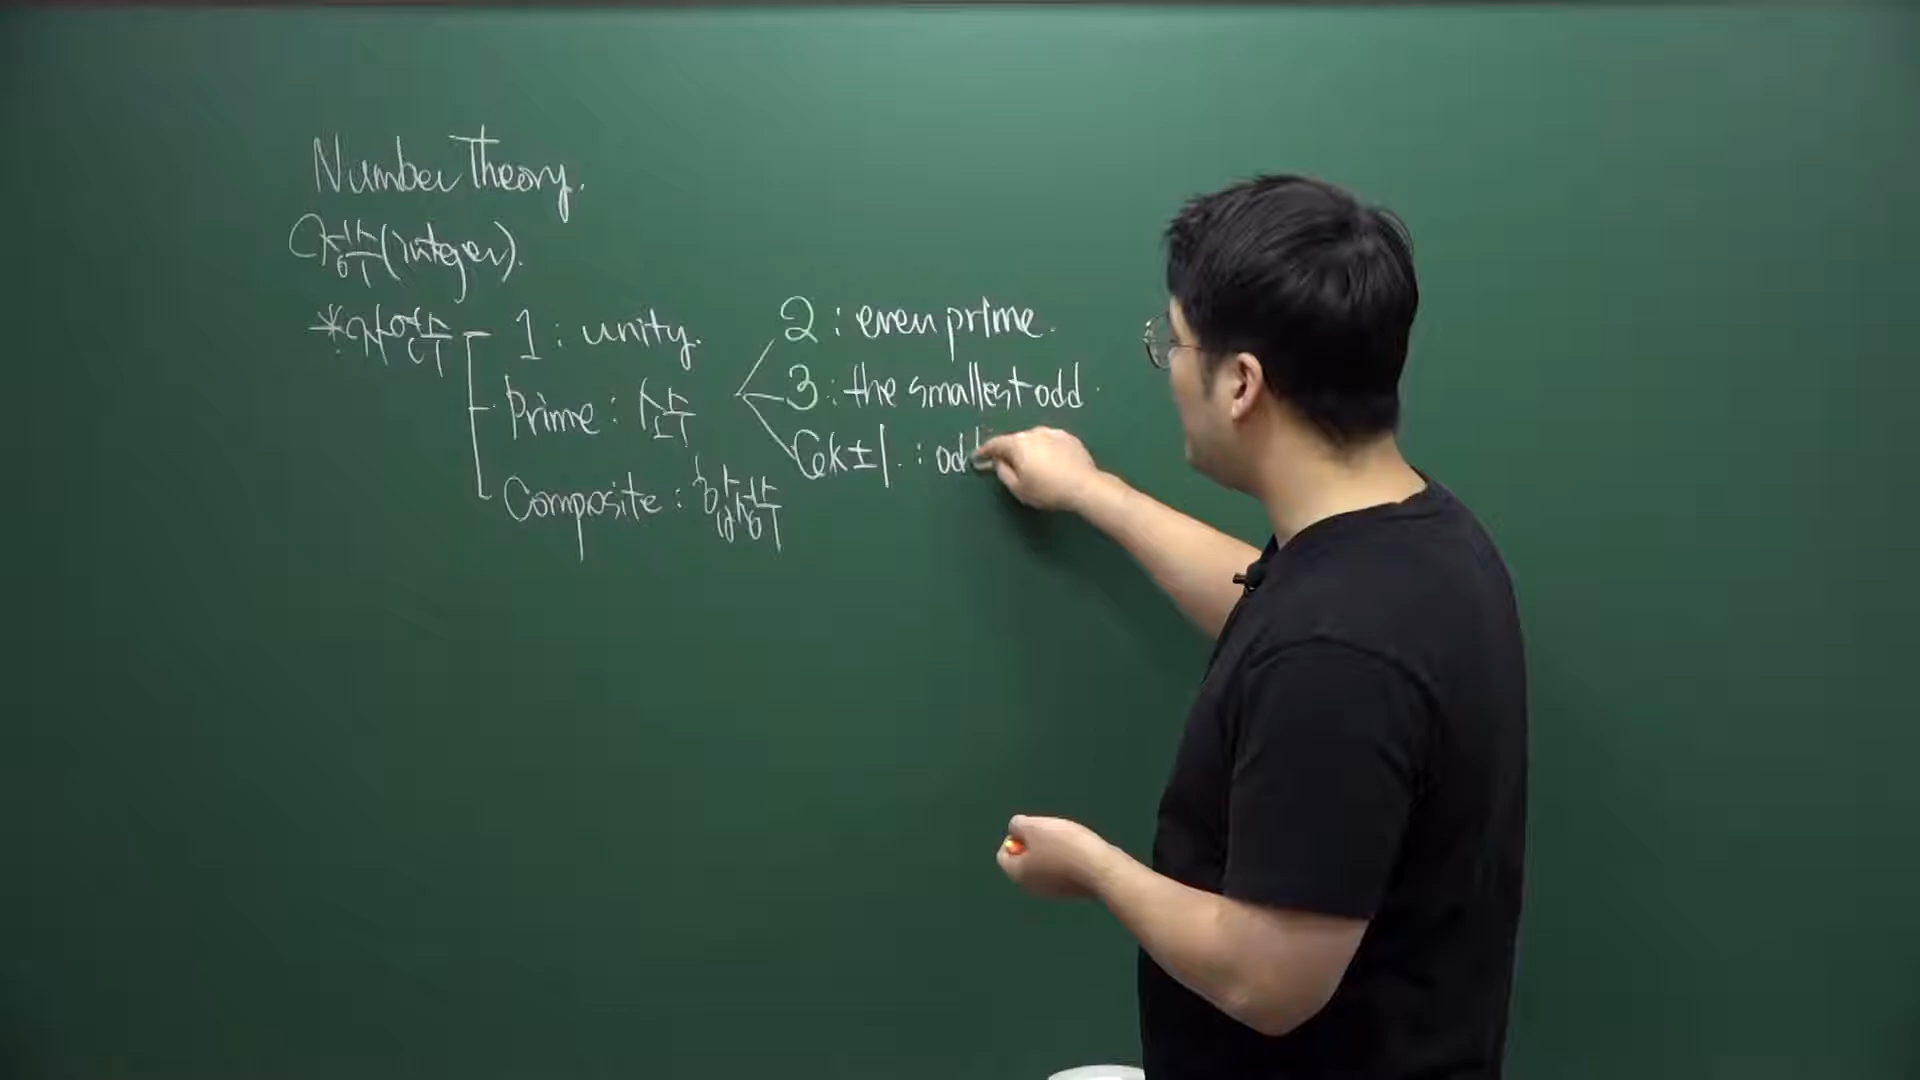 Number Theory.
정수(integer).
*자연수
1 : unity.
Prime : 소수
Composite : 합성수
2 : even prime.
3 : the smallest odd.
6k±1. : odd